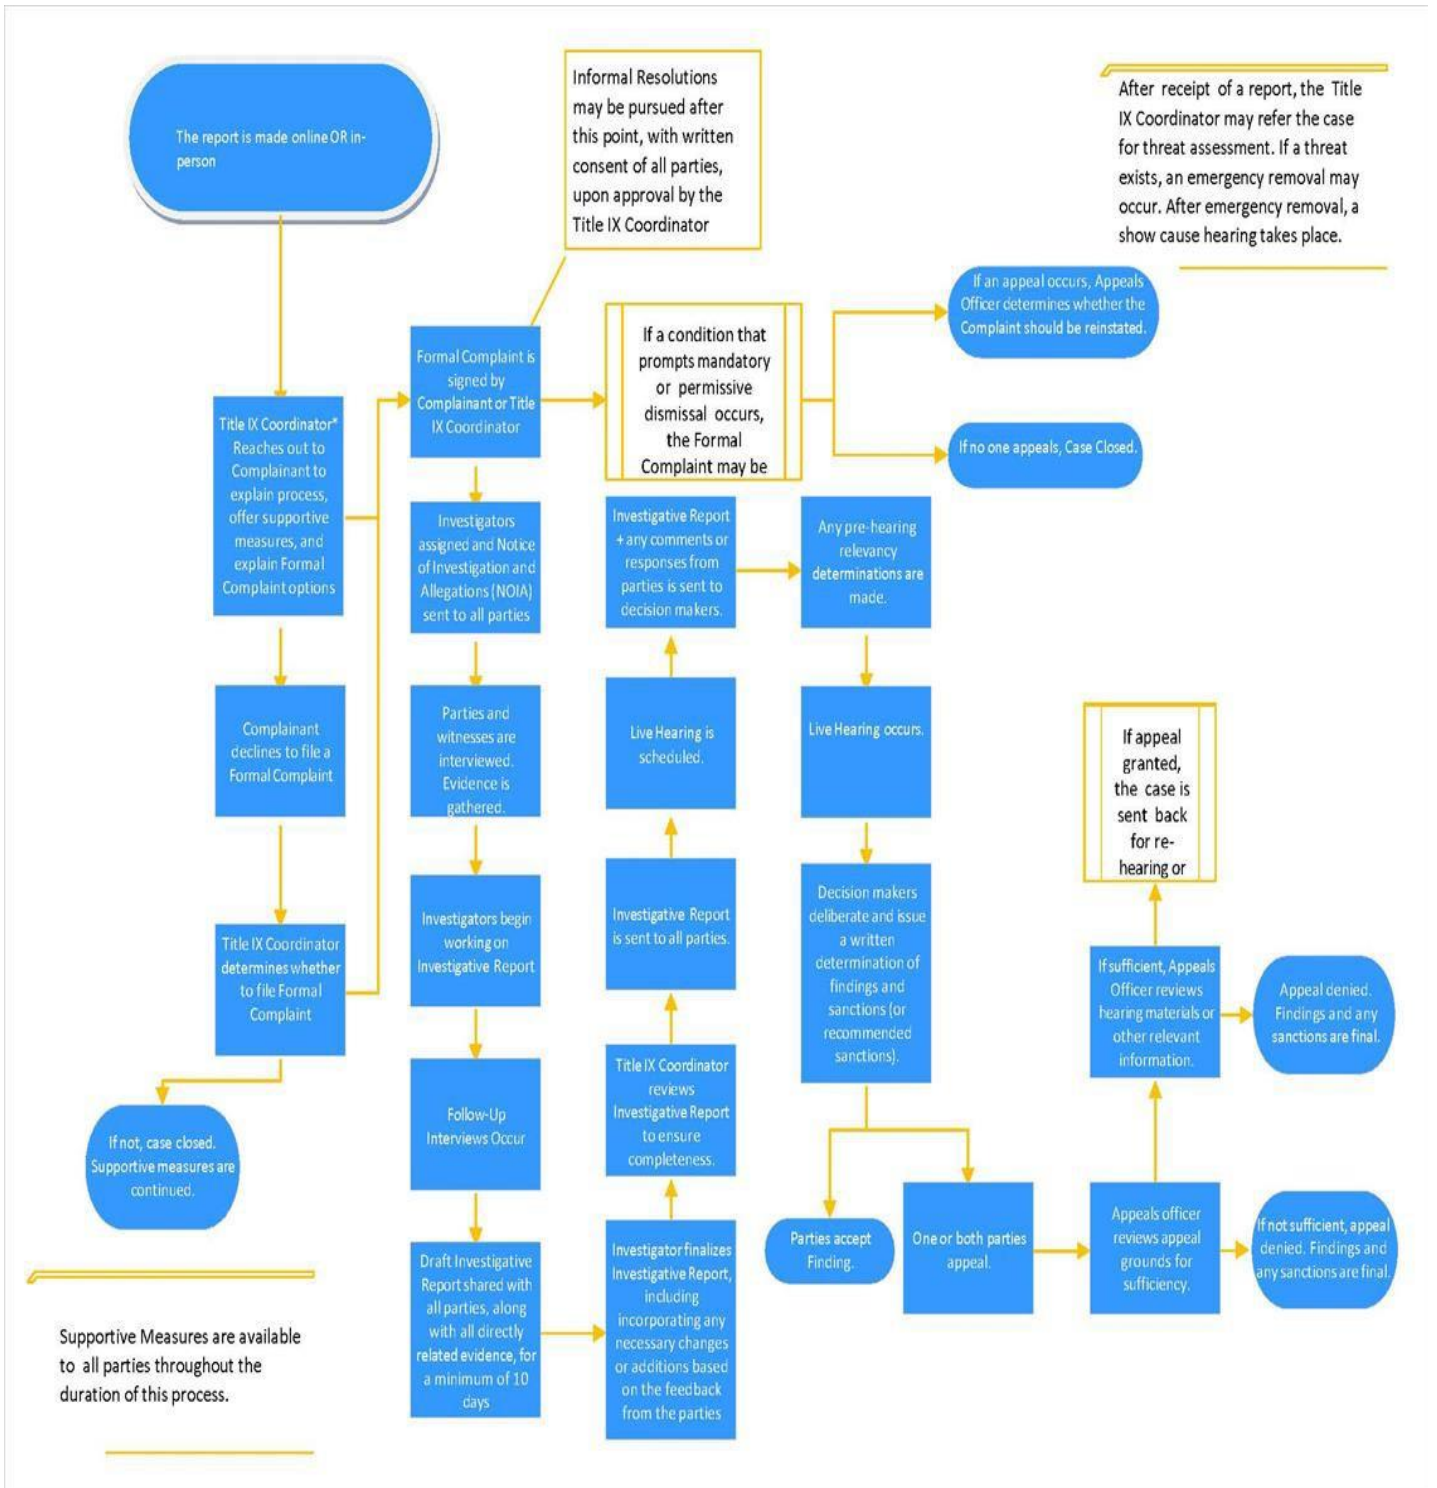 The report is made online OR in-
person
Informal Resolutions
may be pursued after
this point, with written
consent of all parties,
upon approval by the
Title IX Coordinator
After receipt of a report, the Title
IX Coordinator may refer the case
for threat assessment. If a threat
exists, an emergency removal may
occur. After emergency removal, a
show cause hearing takes place.
Title IX Coordinator*
Reaches out to
Complainant to
explain process,
offer supportive
measures, and
explain Formal
Complaint options
Complainant
declines to file a
Formal Complaint
Title IX Coordinator
determines whether
to file Formal
Complaint
If not, case closed.
Supportive measures are
continued.
Supportive Measures are available
to all parties throughout the
duration of this process.
Formal Complaint is
signed by
Complainant or Title
IX Coordinator
Investigators
assigned and Notice
of Investigation and
Allegations (NOIA)
sent to all parties
Parties and
witnesses are
interviewed.
Evidence is
gathered.
Investigators begin
working on
Investigative Report
Follow-Up
Interviews Occur
Draft Investigative
Report shared with
all parties, along
with all directly
related evidence, for
a minimum of 10
days
If a condition that
prompts mandatory
or permissive
dismissal occurs,
the Formal
Complaint may be
If an appeal occurs, Appeals
Officer determines whether the
Complaint should be reinstated.
If no one appeals, Case Closed.
Investigator finalizes
Investigative Report,
including
incorporating any
necessary changes
or additions based
on the feedback
from the parties
Title IX Coordinator
reviews
Investigative Report
to ensure
completeness.
Investigative Report
is sent to all parties.
Live Hearing is
scheduled.
Investigative Report
+ any comments or
responses from
parties is sent to
decision makers.
Any pre-hearing
relevancy
determinations are
made.
Live Hearing occurs.
Decision makers
deliberate and issue
a written
determination of
findings and
sanctions (or
recommended
sanctions).
Parties accept
Finding.
One or both parties
appeal.
Appeals officer
reviews appeal
grounds for
sufficiency.
If not sufficient, appeal
denied. Findings and
any sanctions are final.
If sufficient, Appeals
Officer reviews
hearing materials or
other relevant
information.
Appeal denied.
Findings and any
sanctions are final.
If appeal
granted,
the case is
sent back
for re-
hearing or